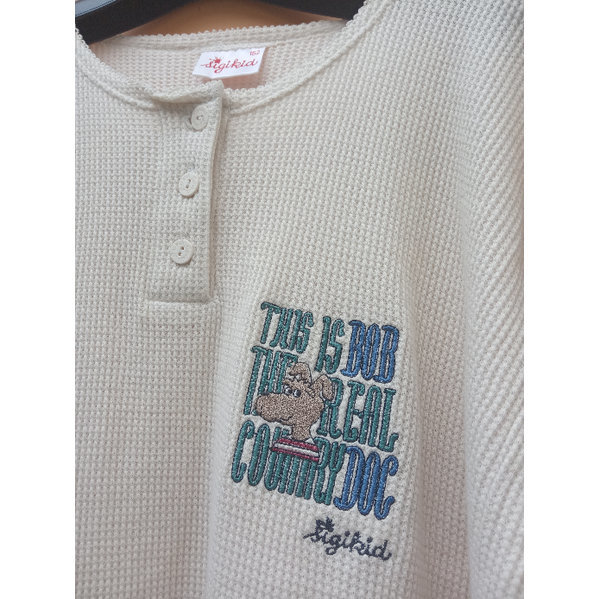 sigikid
THIS IS BOB
THE REAL
COUNTRY DOG
sigikid